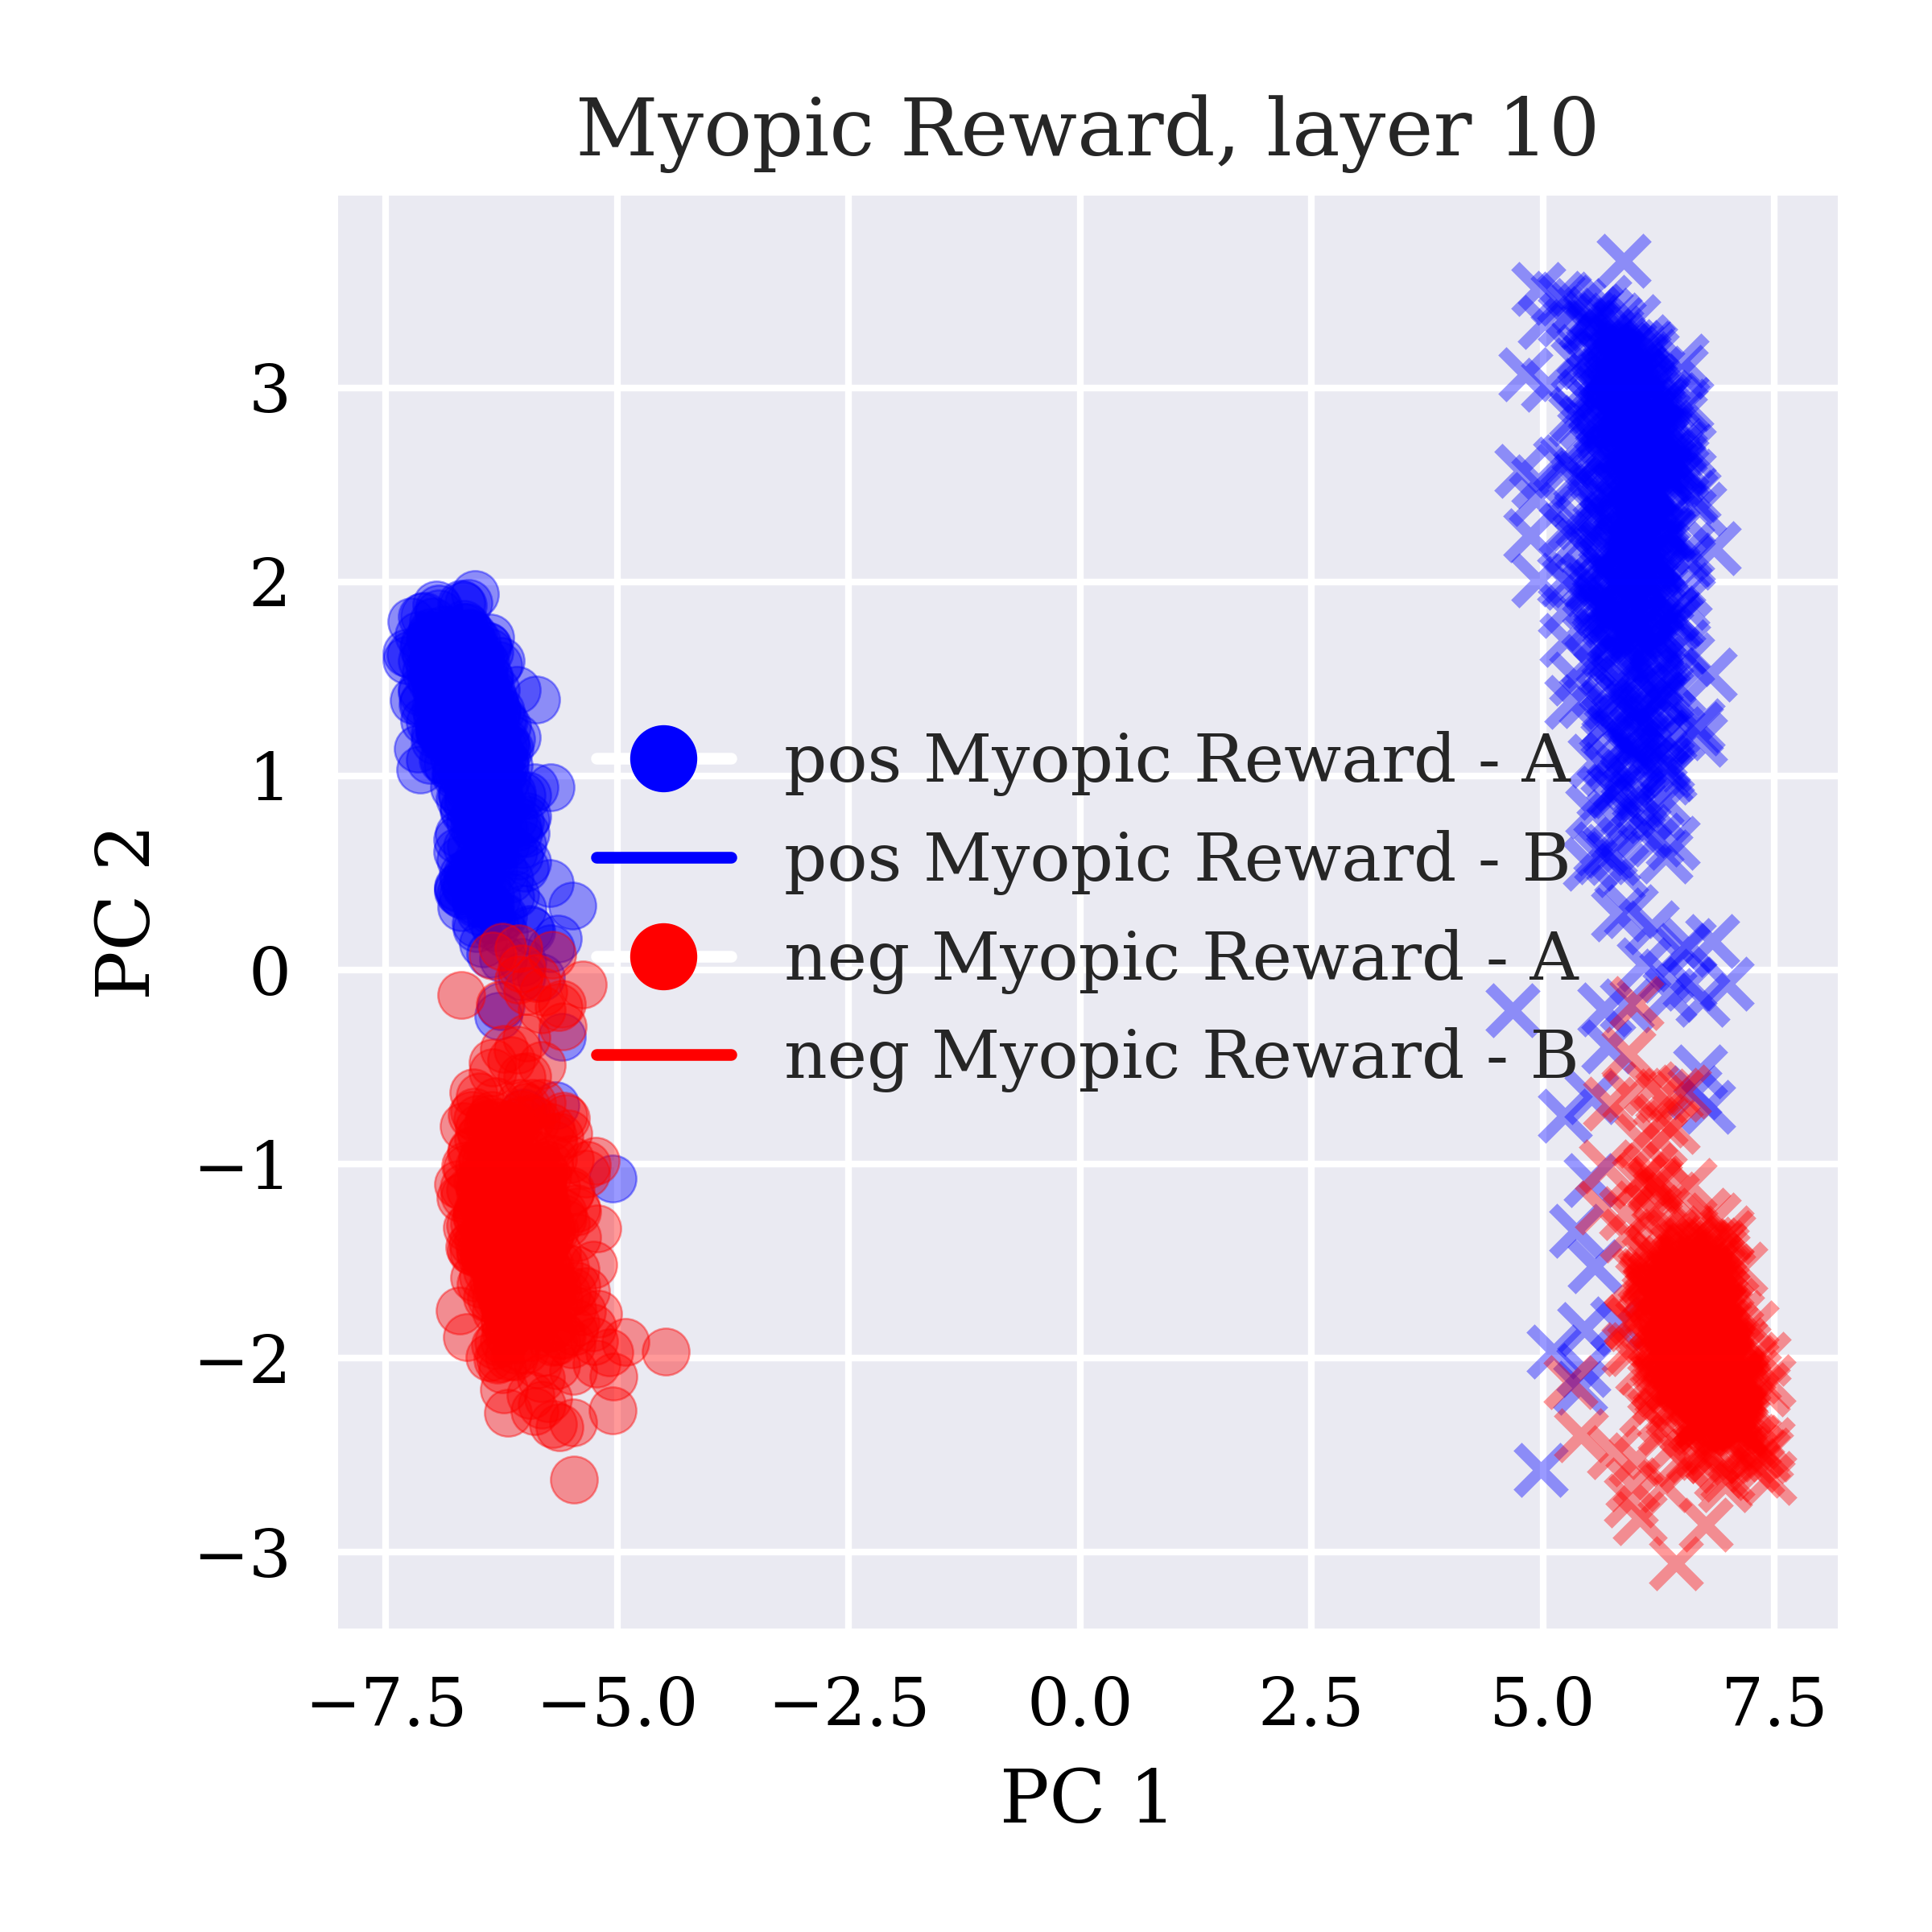 Myopic Reward, layer 10
3
2
1
0
−1
−2
−3
PC 2
pos Myopic Reward - A
pos Myopic Reward - B
neg Myopic Reward - A
neg Myopic Reward - B
−7.5 −5.0 −2.5 0.0 2.5 5.0 7.5
PC 1